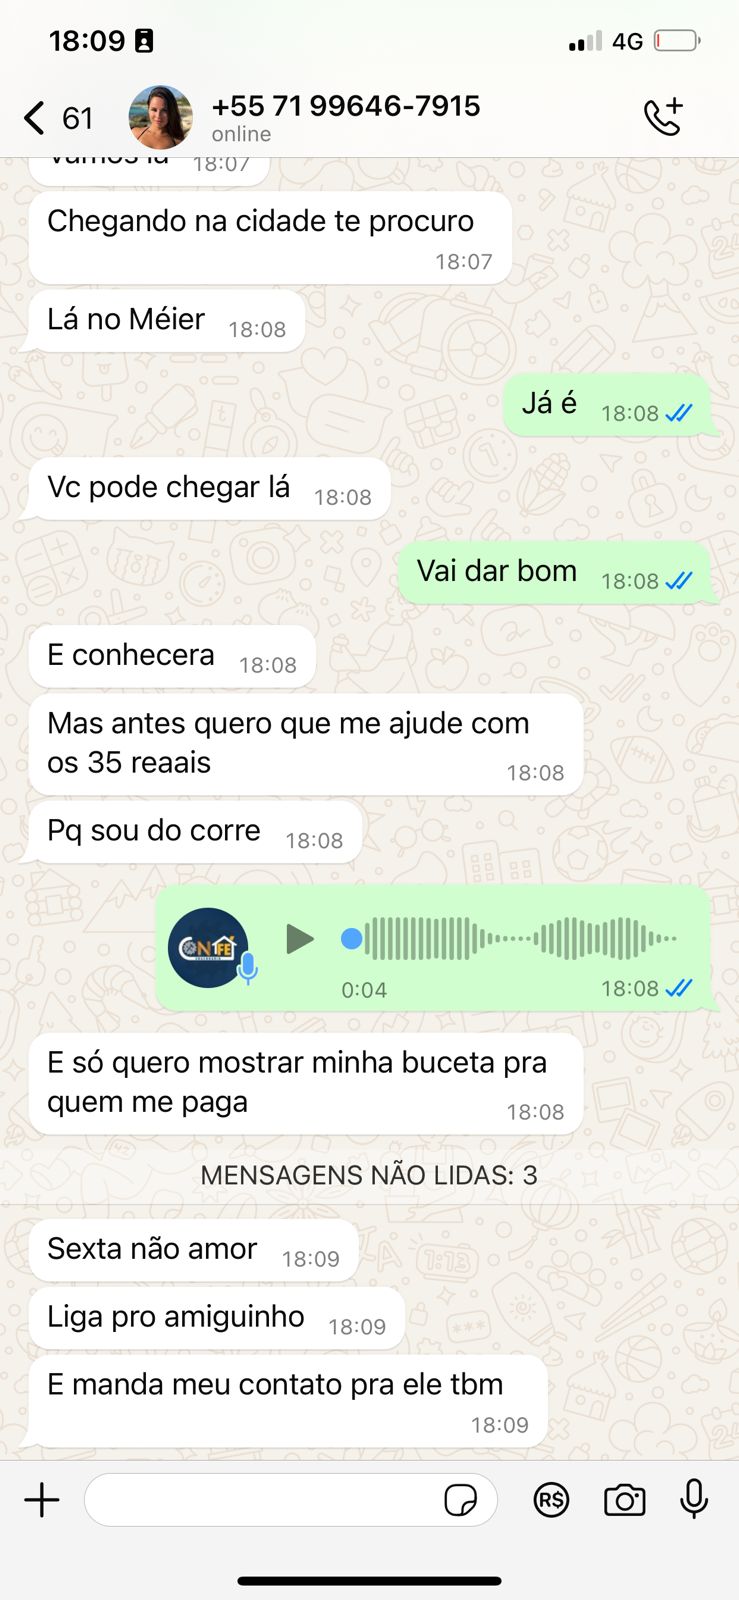 18:09
4G
61
+55 71 99646-7915
online
Vamos lá 18:07
Chegando na cidade te procuro
18:07
Lá no Méier 18:08
Já é 18:08
Vc pode chegar lá 18:08
Vai dar bom 18:08
E conhecera 18:08
Mas antes quero que me ajude com
os 35 reaais 18:08
Pq sou do corre 18:08
CONFÉ
0:04 18:08
E só quero mostrar minha buceta pra
quem me paga 18:08
MENSAGENS NÃO LIDAS: 3
Sexta não amor 18:09
Liga pro amiguinho 18:09
E manda meu contato pra ele tbm
18:09
R$